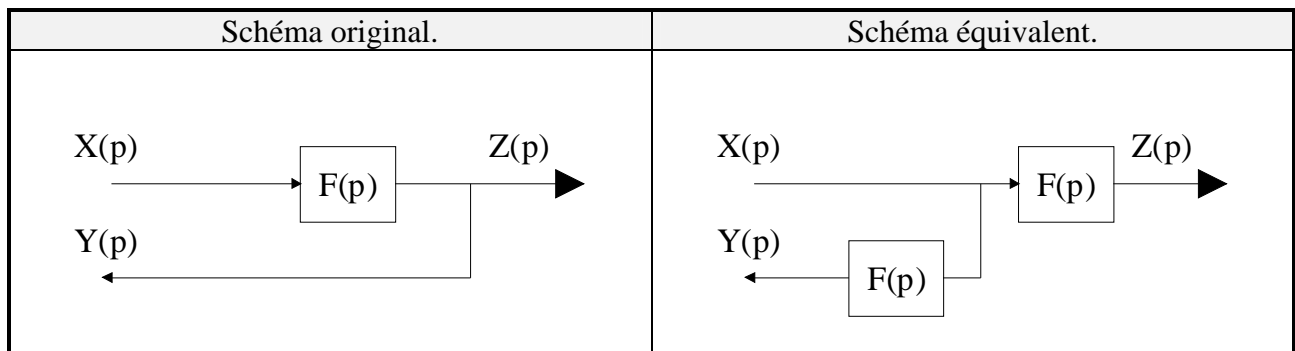 Schéma original.
Schéma équivalent.
X(p)
Z(p)
F(p)
Y(p)
X(p)
Z(p)
F(p)
Y(p)
F(p)